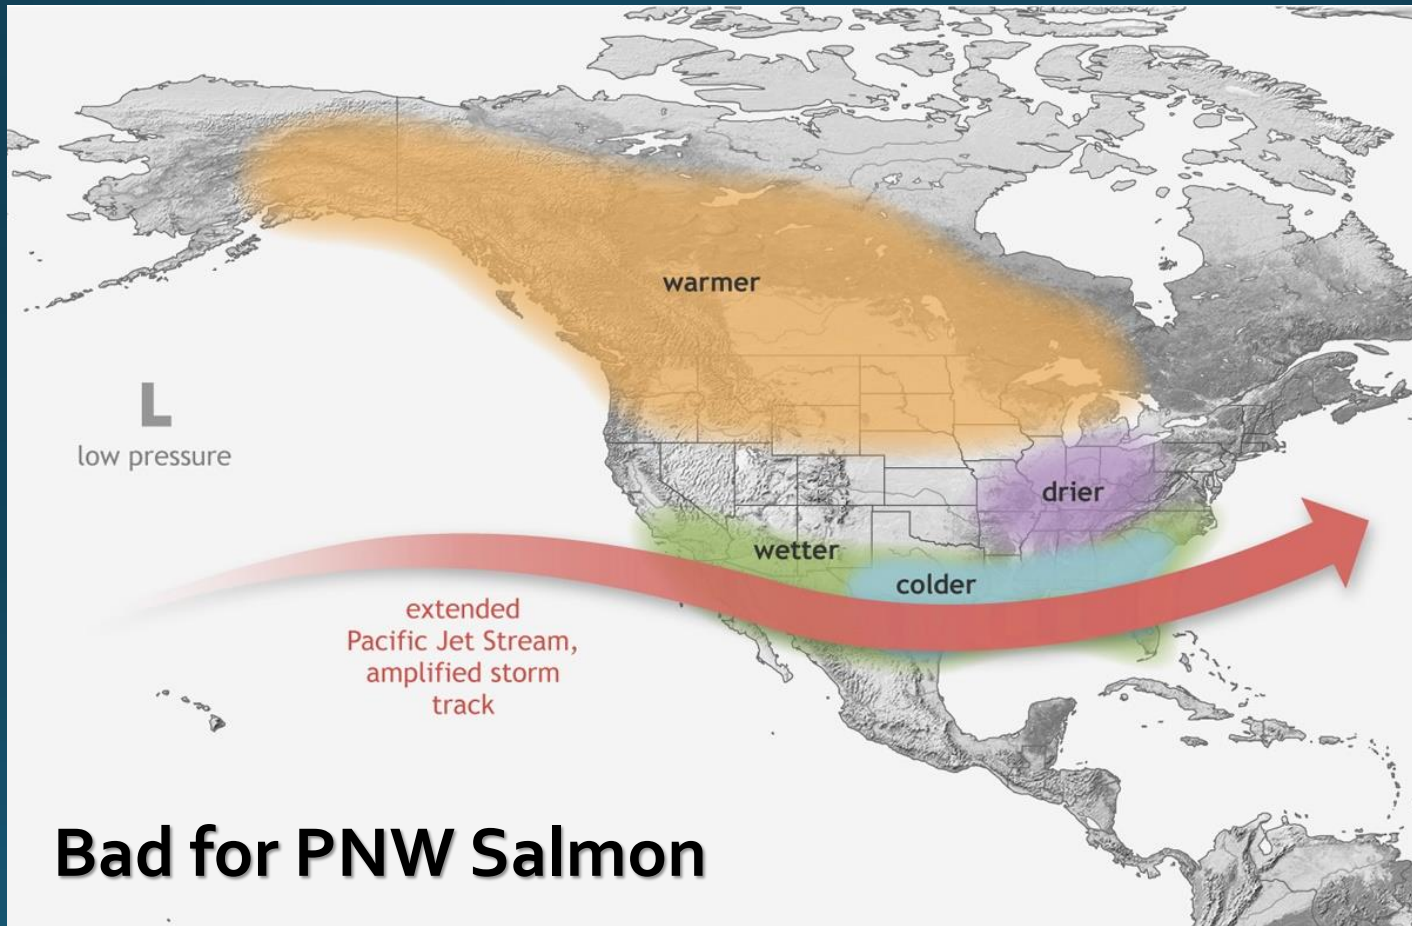 warmer
L
low pressure
drier
wetter
colder
extended
Pacific Jet Stream,
amplified storm
track
Bad for PNW Salmon